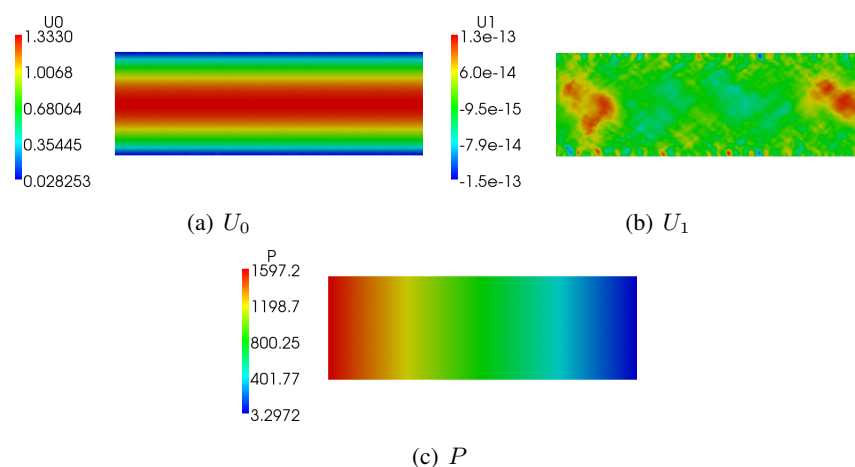 U0
1.3330
1.0068
0.68064
0.35445
0.028253
(a) U₀
U1
1.3e-13
6.0e-14
-9.5e-15
-7.9e-14
-1.5e-13
(b) U₁
P
1597.2
1198.7
800.25
401.77
3.2972
(c) P